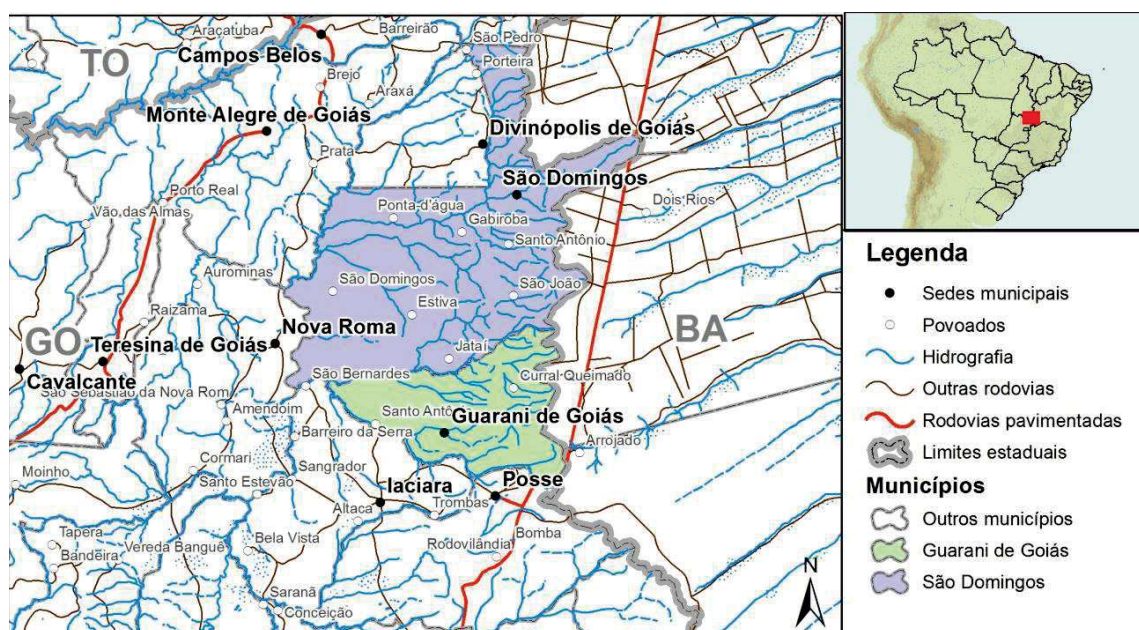 Araçatuba
Barreirão
São Pedro
TO
Campos Belos
Porteira
Brejo
Araxá
Monte Alegre de Goiás
Divinópolis de Goiás
Prata
Porto Real
São Domingos
Vão das Almas
Ponta-d'água
Dois Rios
Gabiroba
Santo Antônio
Aurominas
São Domingos
São João
Raizama
Estiva
Nova Roma
BA
GO
Teresina de Goiás
Jataí
Cavalcante
São Bernardes
Curral Queimado
São Sebastião da Nova Rom
Amendoim
Santo Antô
Guarani de Goiás
Barreiro da Serra
Arrojado
Cormari
Sangrador
Moinho
Santo Estevão
Iaciara
Posse
Altaca
Trombas
Tapera
Bela Vista
Bomba
Vereda Banguê
Bandeira
Rodovilândia
Saranã
Conceição
N
Legenda
Sedes municipais
Povoados
Hidrografia
Outras rodovias
Rodovias pavimentadas
Limites estaduais
Municípios
Outros municípios
Guarani de Goiás
São Domingos